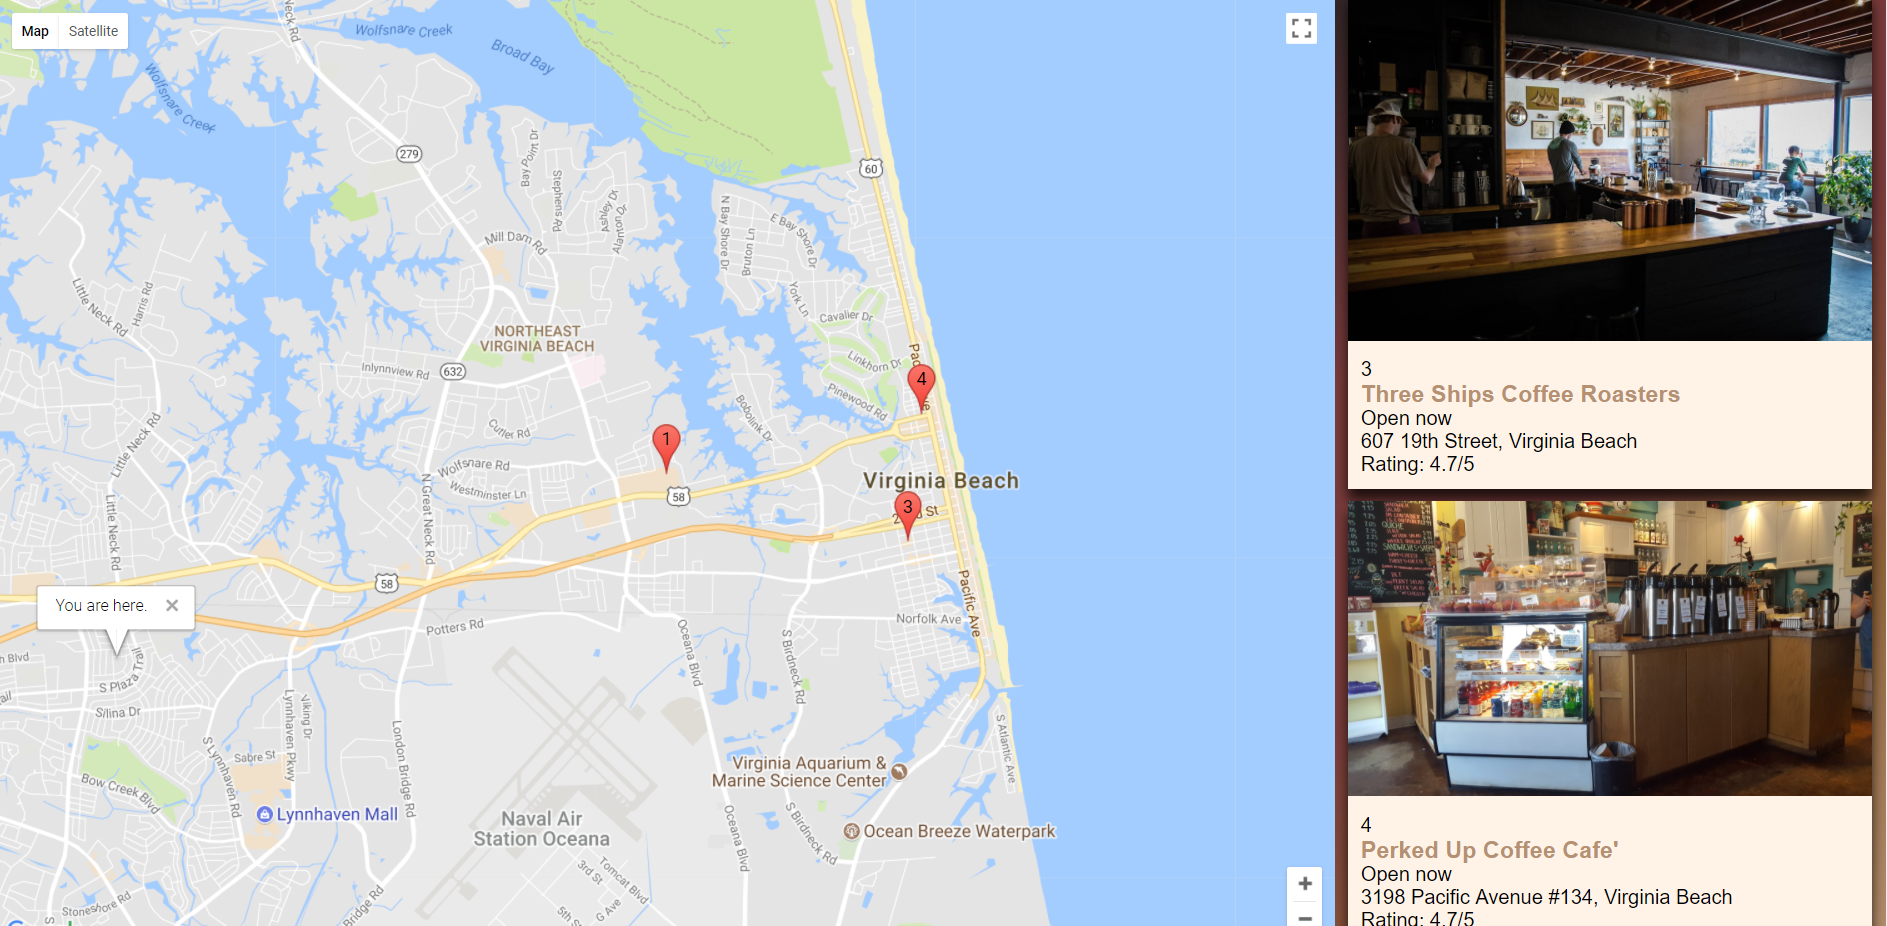 Map
Satellite
Neck Rd
Wolfsnare Creek
Broad Bay
Wolfsnare Creek
279
60
Bay Point Dr
Stephens Rd
Ashley Dr
Alanton Dr
N Bay Shore Dr
Bruton Ln
E Bay Shore Dr
Mill Dam Rd
Little Neck Rd
Harris Rd
York Ln
Cavalier Dr
NORTHEAST
VIRGINIA BEACH
Linkhorn Dr
Inlynnview Rd
632
4
Pinewood Rd
Bobolink Dr
Little Neck Rd
Cutler Rd
1
Wolfsnare Rd
Westminster Ln
58
Virginia Beach
N Great Neck Rd
Little Neck Rd
3
St
58
You are here.
Pacific Ave
Norfolk Ave
Potters Rd
Oceana Blvd
S Birdneck Rd
h Blvd
S Plaza Trail
ail
Silina Dr
Lynnhaven Pkwy
Viking Dr
London Bridge Rd
S Lynnhaven Rd
Sabre St
S Atlantic Ave
Virginia Aquarium &
Marine Science Center
Bow Creek Blvd
Lynnhaven Mall
Naval Air
Station Oceana
Oceana Blvd
S Birdneck Rd
Ocean Breeze Waterpark
3rd St
Tomcat Blvd
G Ave
5th St
Stoneshore Rd
Bridge Rd
3
Three Ships Coffee Roasters
Open now
607 19th Street, Virginia Beach
Rating: 4.7/5
4
Perked Up Coffee Cafe'
Open now
3198 Pacific Avenue #134, Virginia Beach
Rating: 4.7/5